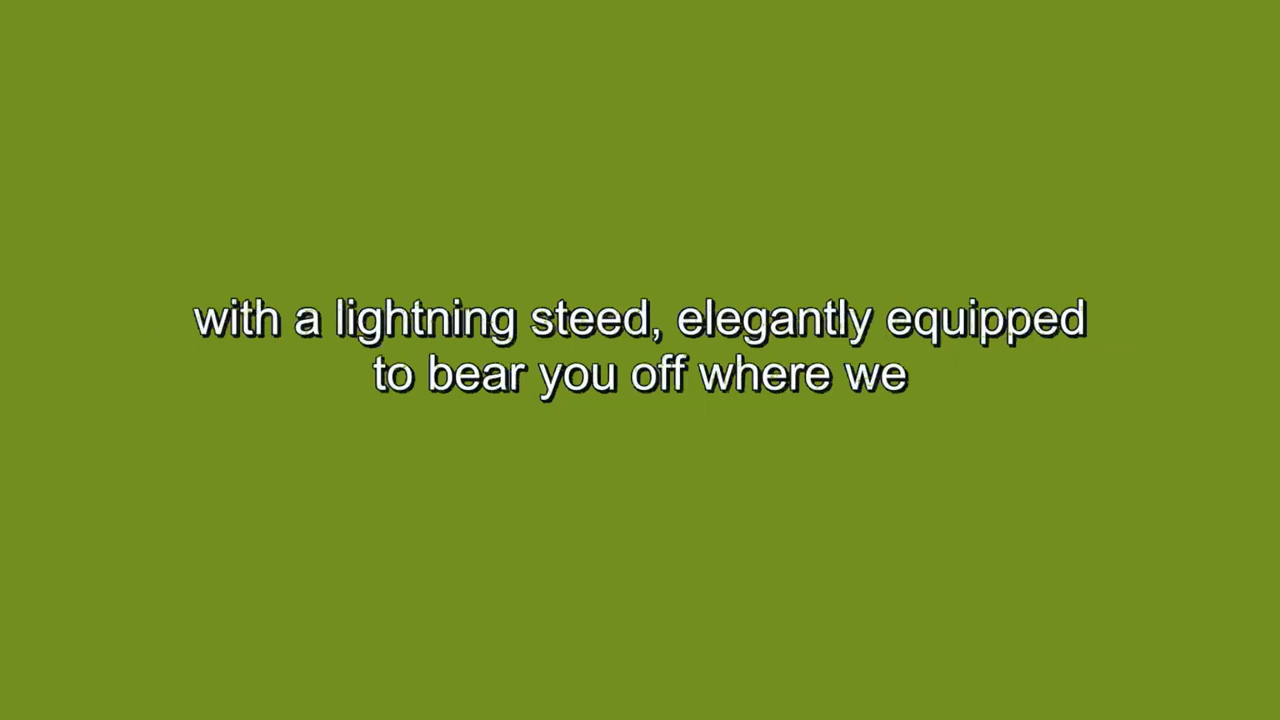 with a lightning steed, elegantly equipped
to bear you off where we